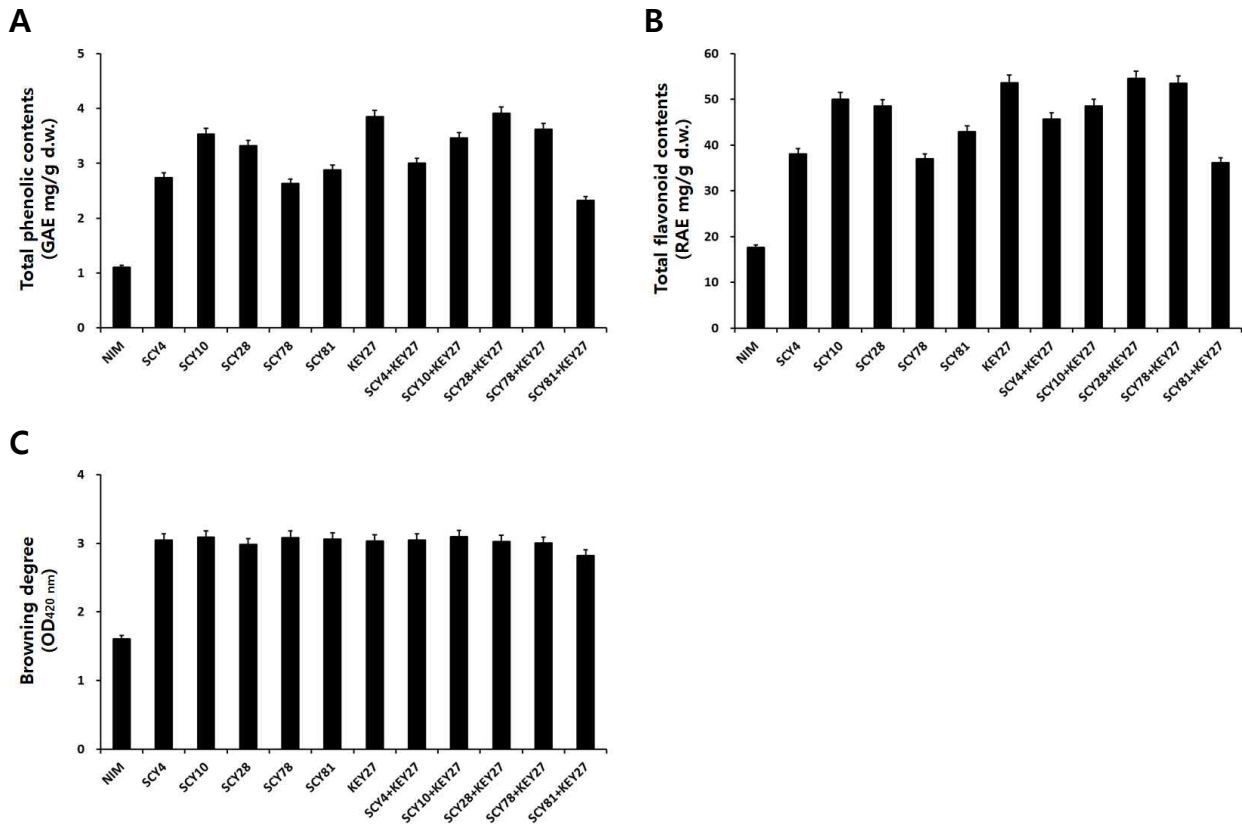 A
Total phenolic contents
(GAE mg/g d.w.)
5
4
3
2
1
0
NIM
SCY4
SCY10
SCY28
SCY78
SCY81
KEY27
SCY4+KEY27
SCY10+KEY27
SCY28+KEY27
SCY78+KEY27
SCY81+KEY27
B
Total flavonoid contents
(RAE mg/g d.w.)
60
50
40
30
20
10
0
NIM
SCY4
SCY10
SCY28
SCY78
SCY81
KEY27
SCY4+KEY27
SCY10+KEY27
SCY28+KEY27
SCY78+KEY27
SCY81+KEY27
C
Browning degree
(OD420 nm)
4
3
2
1
0
NIM
SCY4
SCY10
SCY28
SCY78
SCY81
KEY27
SCY4+KEY27
SCY10+KEY27
SCY28+KEY27
SCY78+KEY27
SCY81+KEY27